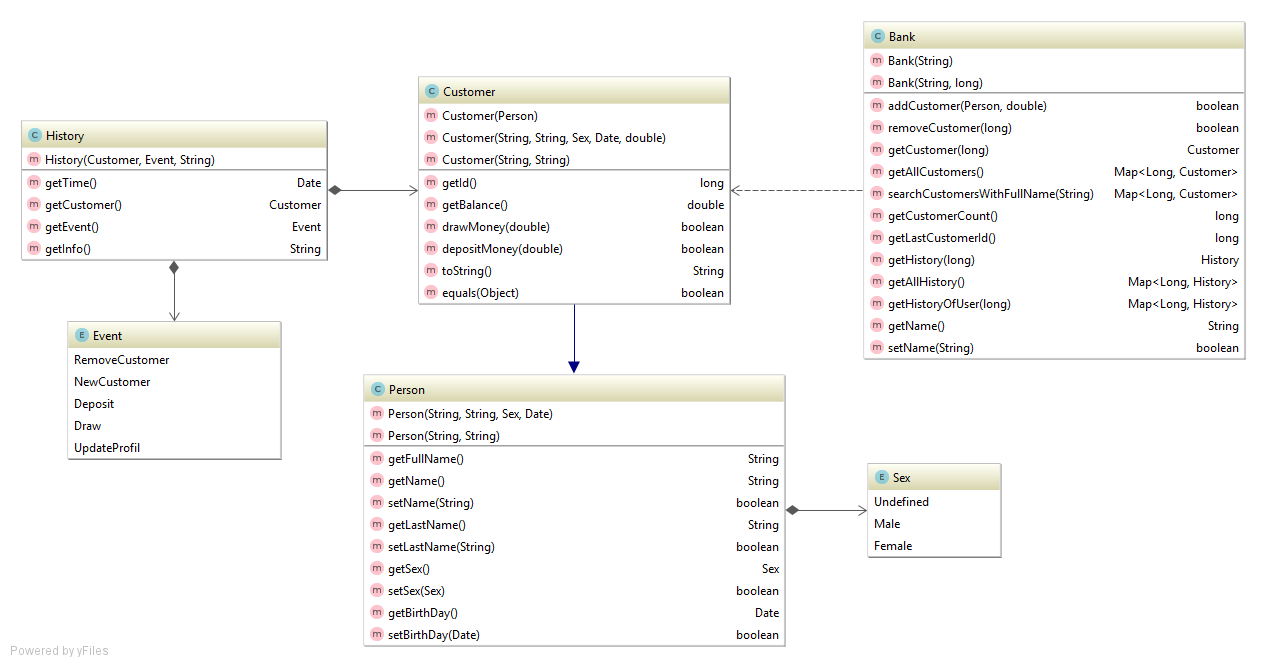 C History
m History(Customer, Event, String)
m getTime() Date
m getCustomer() Customer
m getEvent() Event
m getInfo() String
E Event
RemoveCustomer
NewCustomer
Deposit
Draw
UpdateProfil
C Customer
m Customer(Person)
m Customer(String, String, Sex, Date, double)
m Customer(String, String)
m getId() long
m getBalance() double
m drawMoney(double) boolean
m depositMoney(double) boolean
m toString() String
m equals(Object) boolean
C Person
m Person(String, String, Sex, Date)
m Person(String, String)
m getFullName() String
m getName() String
m setName(String) boolean
m getLastName() String
m setLastName(String) boolean
m getSex() Sex
m setSex(Sex) boolean
m getBirthDay() Date
m setBirthDay(Date) boolean
C Bank
m Bank(String)
m Bank(String, long)
m addCustomer(Person, double) boolean
m removeCustomer(long) boolean
m getCustomer(long) Customer
m getAllCustomers() Map<Long, Customer>
m searchCustomersWithFullName(String) Map<Long, Customer>
m getCustomerCount() long
m getLastCustomerId() long
m getHistory(long) History
m getAllHistory() Map<Long, History>
m getHistoryOfUser(long) Map<Long, History>
m getName() String
m setName(String) boolean
E Sex
Undefined
Male
Female
Powered by yFiles